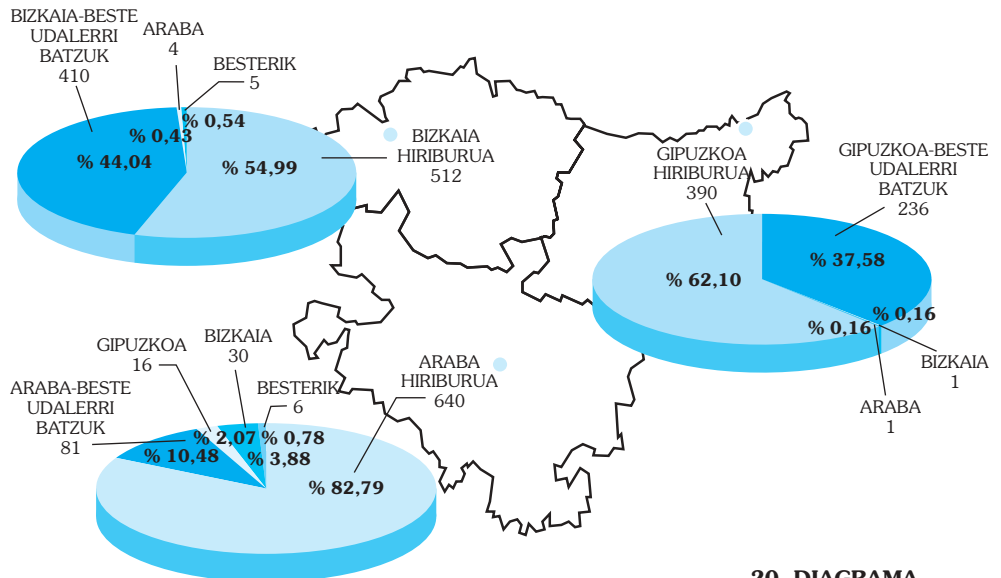 BIZKAIA-BESTE
UDALERRI
BATZUK
410
ARABA
4
BESTERIK
5
% 0,54
% 0,43
% 44,04
% 54,99
BIZKAIA
HIRIBURUA
512
GIPUZKOA
HIRIBURUA
390
GIPUZKOA-BESTE
UDALERRI
BATZUK
236
% 37,58
% 62,10
% 0,16
% 0,16
BIZKAIA
1
ARABA
1
GIPUZKOA
16
BIZKAIA
30
BESTERIK
6
ARABA-BESTE
UDALERRI
BATZUK
81
ARABA
HIRIBURUA
640
% 2,07
% 0,78
% 10,48
% 3,88
% 82,79
20. DIAGRAMA